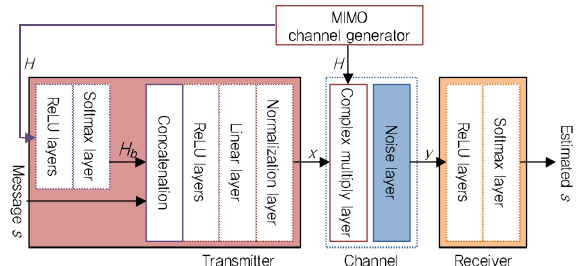 MIMO
channel generator
H
H
ReLU layers
Softmax layer
H_b
Concatenation
ReLU layers
Linear layer
Normalization layer
x
Complex multiply layer
Noise layer
y
ReLU layers
Softmax layer
Estimated s
Message s
Transmitter
Channel
Receiver